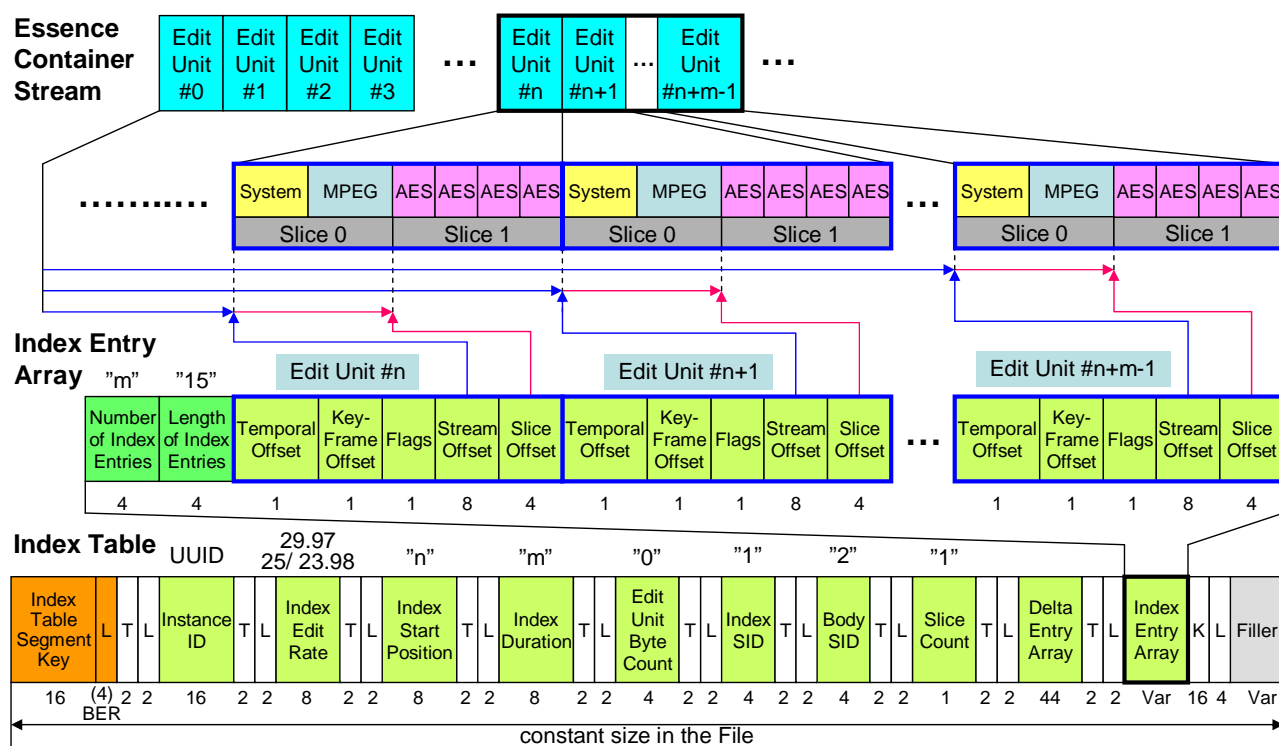 Essence
Container
Stream
Edit Unit #0 Edit Unit #1 Edit Unit #2 Edit Unit #3 ... Edit Unit #n Edit Unit #n+1 ... Edit Unit #n+m-1 ...
........... System MPEG AES AES AES AES System MPEG AES AES AES AES ... System MPEG AES AES AES AES
Slice 0 Slice 1 Slice 0 Slice 1 Slice 0 Slice 1
Index Entry
Array
"m" "15" Edit Unit #n Edit Unit #n+1 Edit Unit #n+m-1
Number of Index Entries Length of Index Entries Temporal Offset Key-Frame Offset Flags Stream Offset Slice Offset Temporal Offset Key-Frame Offset Flags Stream Offset Slice Offset ... Temporal Offset Key-Frame Offset Flags Stream Offset Slice Offset
4 4 1 1 1 8 4 1 1 1 8 4 1 1 1 8 4
Index Table
UUID 29.97 25/ 23.98 "n" "m" "0" "1" "2" "1"
Index Table Segment Key L T L Instance ID T L Index Edit Rate T L Index Start Position T L Index Duration T L Edit Unit Byte Count T L Index SID T L Body SID T L Slice Count T L Delta Entry Array T L Index Entry Array K L Filler
16 (4) BER 2 2 16 2 2 8 2 2 8 2 2 8 2 2 4 2 2 4 2 2 4 2 2 1 2 2 44 2 2 Var 16 4 Var
constant size in the File